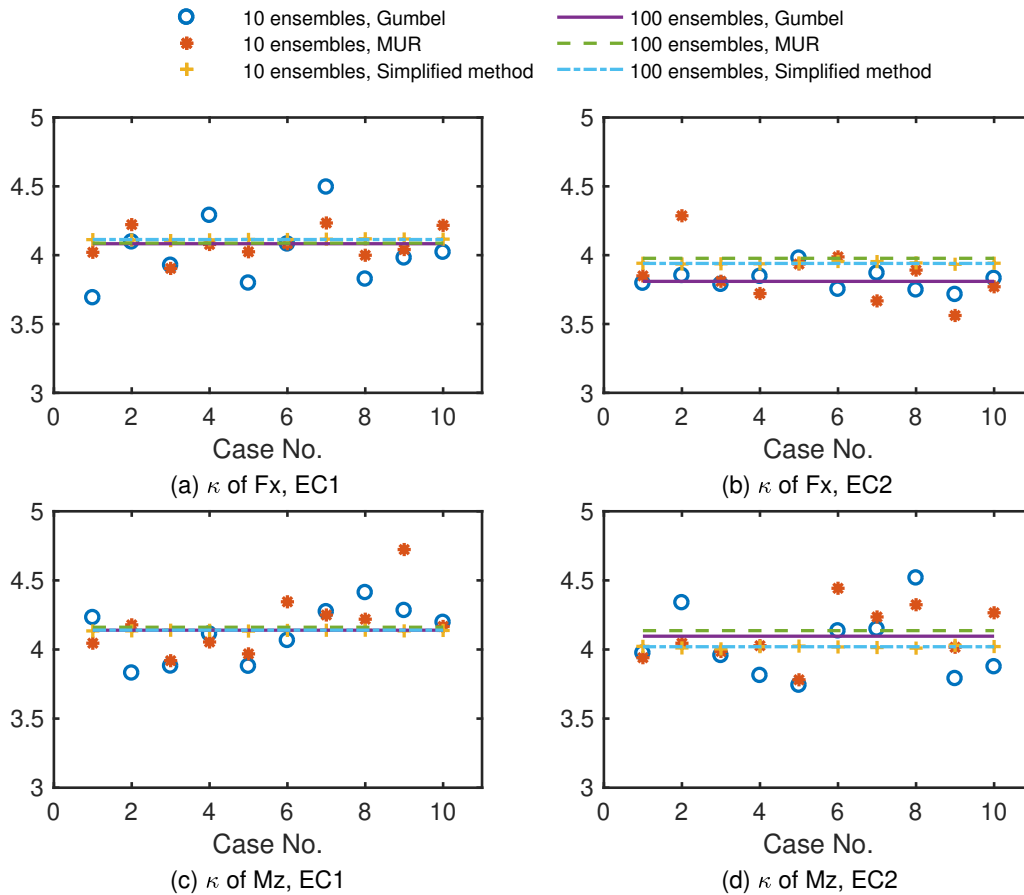 10 ensembles, Gumbel
10 ensembles, MUR
10 ensembles, Simplified method
100 ensembles, Gumbel
100 ensembles, MUR
100 ensembles, Simplified method
5
4.5
4
3.5
3
0 2 4 6 8 10
Case No.
(a) κ of Fx, EC1
5
4.5
4
3.5
3
0 2 4 6 8 10
Case No.
(b) κ of Fx, EC2
5
4.5
4
3.5
3
0 2 4 6 8 10
Case No.
(c) κ of Mz, EC1
5
4.5
4
3.5
3
0 2 4 6 8 10
Case No.
(d) κ of Mz, EC2